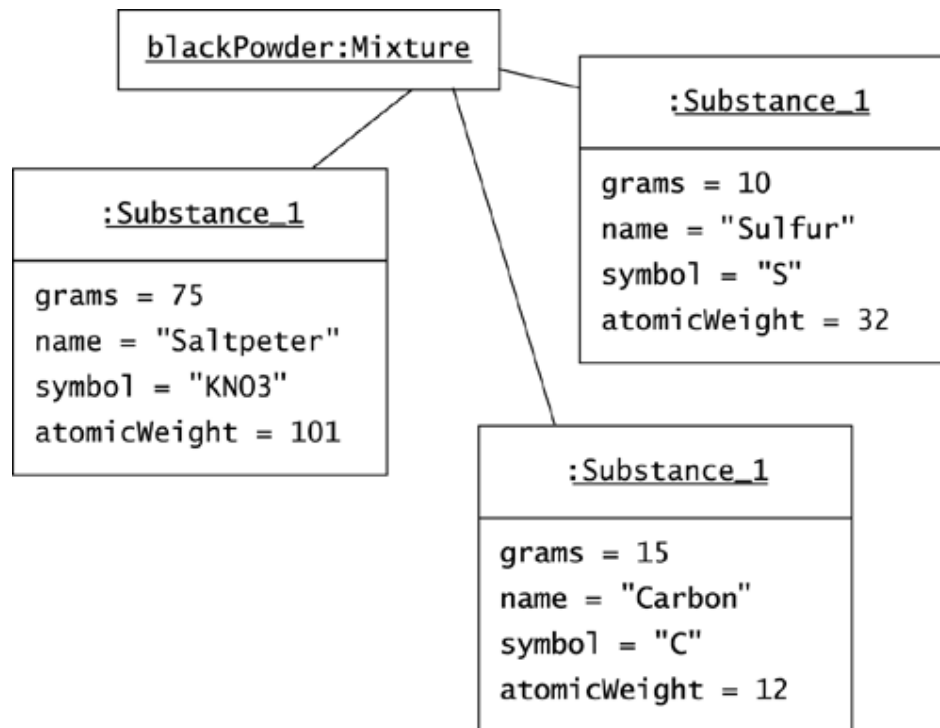 blackPowder:Mixture
:Substance_1
grams = 10
name = "Sulfur"
symbol = "S"
atomicWeight = 32
:Substance_1
grams = 75
name = "Saltpeter"
symbol = "KNO3"
atomicWeight = 101
:Substance_1
grams = 15
name = "Carbon"
symbol = "C"
atomicWeight = 12